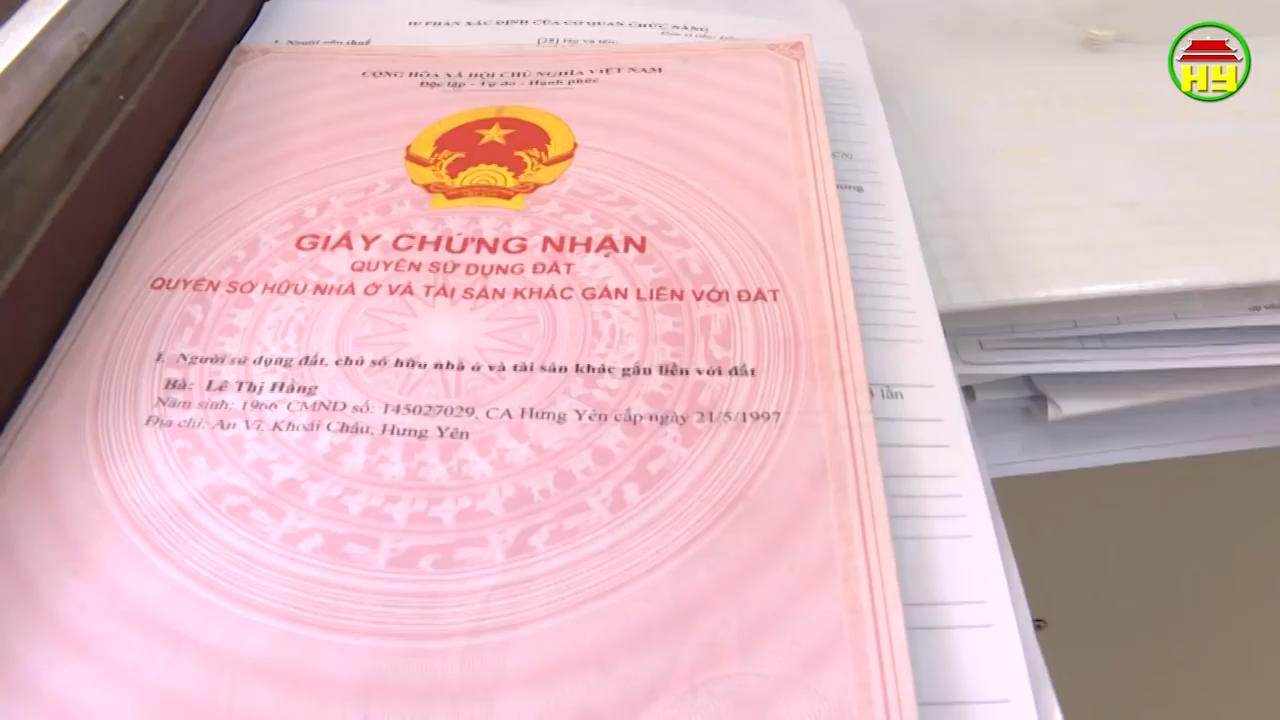 IU PHẦN XÁC ĐỊNH CỦA CƠ QUAN CHỨC NĂNG
I. Người nộp thuế
[25] Họ và tên:
CỘNG HÒA XÃ HỘI CHỦ NGHĨA VIỆT NAM
Độc lập - Tự do - Hạnh phúc
HY
GIẤY CHỨNG NHẬN
QUYỀN SỬ DỤNG ĐẤT
QUYỀN SỞ HỮU NHÀ Ở VÀ TÀI SẢN KHÁC GẮN LIỀN VỚI ĐẤT
I. Người sử dụng đất, chủ sở hữu nhà ở và tài sản khác gắn liền với đất
Bà: Lê Thị Hằng
Năm sinh: 1966 CMND số: 145027029, CA Hưng Yên cấp ngày 21/5/1997
Địa chỉ: An Vĩ, Khoái Châu, Hưng Yên
lần